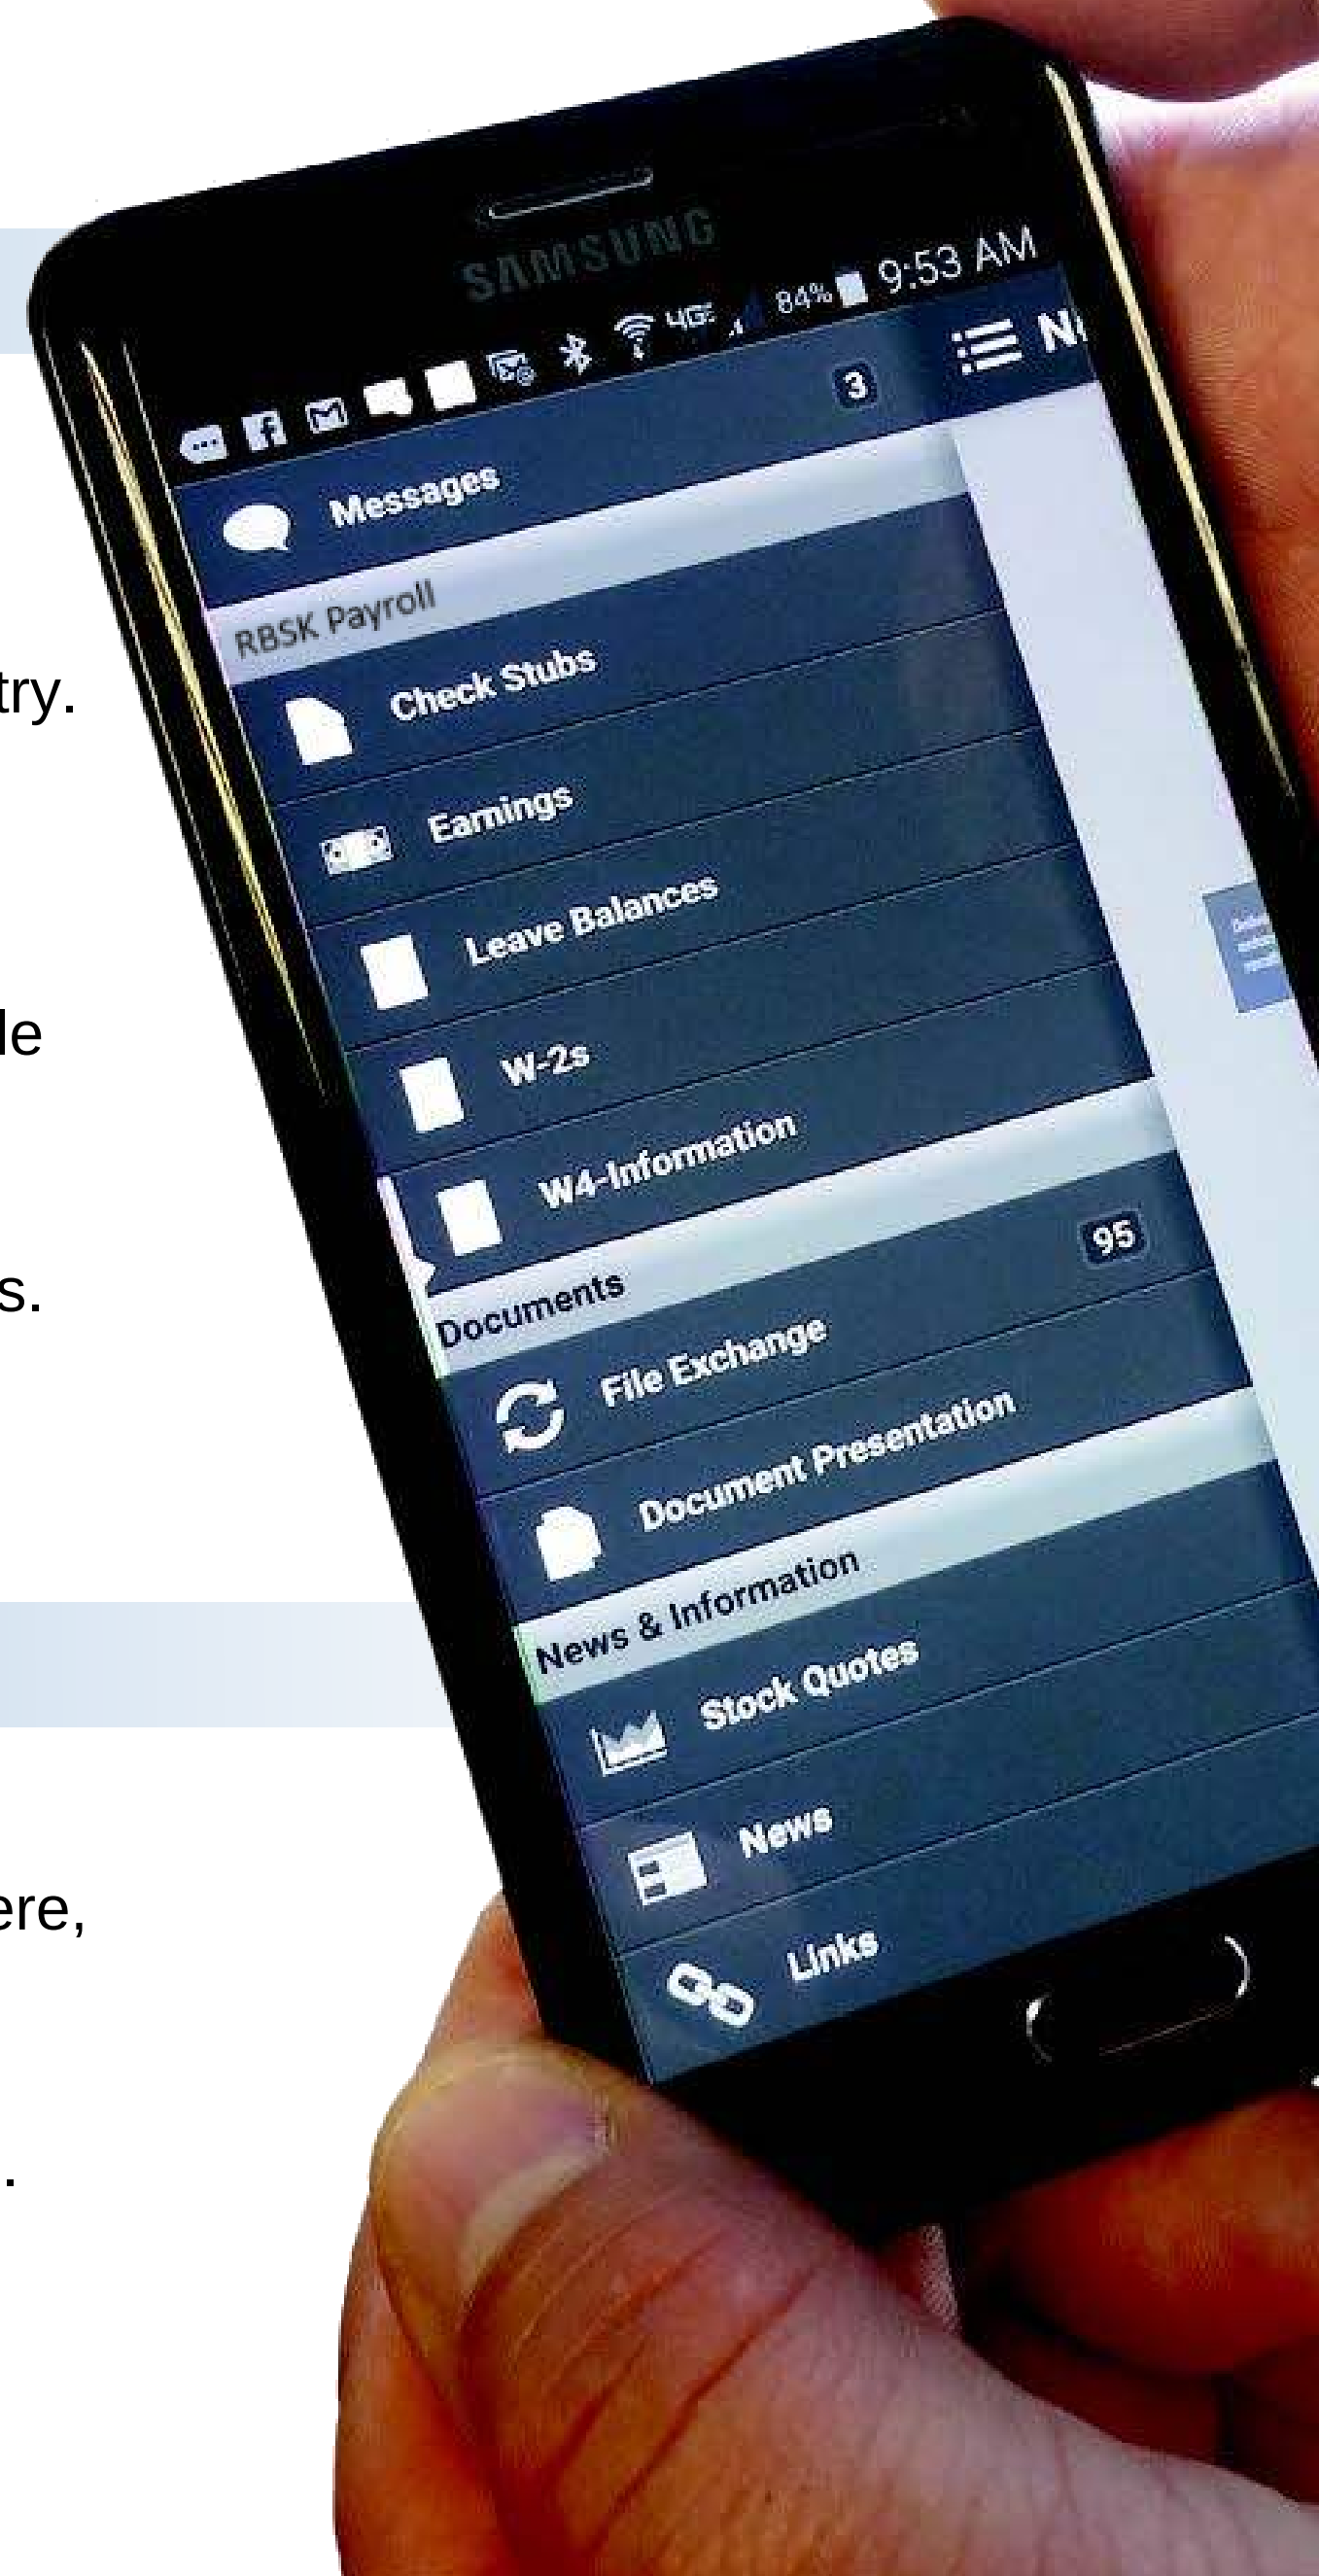 SAMSUNG
4G 84% 9:53 AM
Messages 3
RBSK Payroll
Check Stubs
Earnings
Leave Balances
W-2s
W4-Information
Documents
File Exchange 95
Document Presentation
News & Information
Stock Quotes
News
Links
try.
le
s.
ere,
.